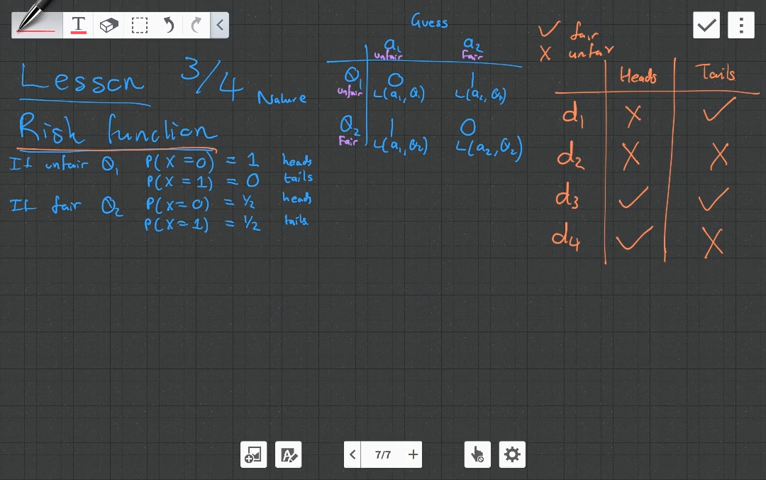 T
Lesson 3/4
Risk function
If unfair θ₁ P(X=0) = 1 heads
P(X=1) = 0 tails
If fair θ₂ P(X=0) = ½ heads
P(X=1) = ½ tails
Guess
Nature
a₁ a₂
unfair Fair
θ₁ 0 1
unfair L(a₁, θ₁)
θ₂ 1 0
Fair L(a₁, θ₂) L(a₂, θ₂)
✓ fair
X unfair
Heads Tails
d₁ X ✓
d₂ X X
d₃ ✓ ✓
d₄ ✓ X
7/7